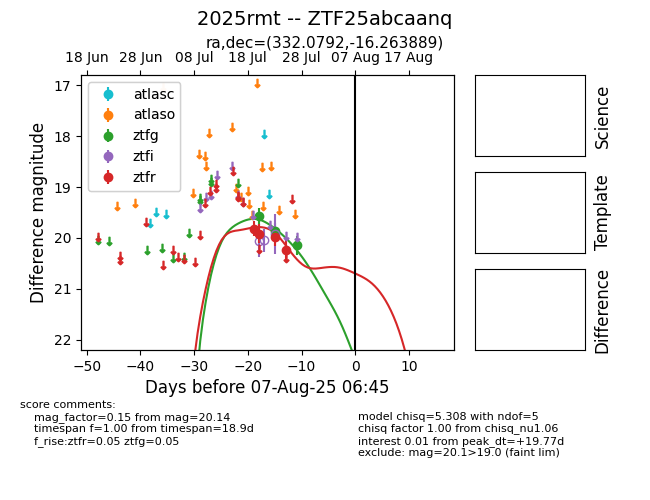 2025rmt -- ZTF25abcaanq
ra,dec=(332.0792,-16.263889)
18 Jun 28 Jun 08 Jul 18 Jul 28 Jul 07 Aug 17 Aug
17
18
19
20
21
22
Difference magnitude
atlasc
atlaso
ztfg
ztfi
ztfr
−50 −40 −30 −20 −10 0 10
Days before 07-Aug-25 06:45
Science
Template
Difference
score comments:
mag_factor=0.15 from mag=20.14
timespan f=1.00 from timespan=18.9d
f_rise:ztfr=0.05 ztfg=0.05
model chisq=5.308 with ndof=5
chisq factor 1.00 from chisq_nu1.06
interest 0.01 from peak_dt=+19.77d
exclude: mag=20.1>19.0 (faint lim)